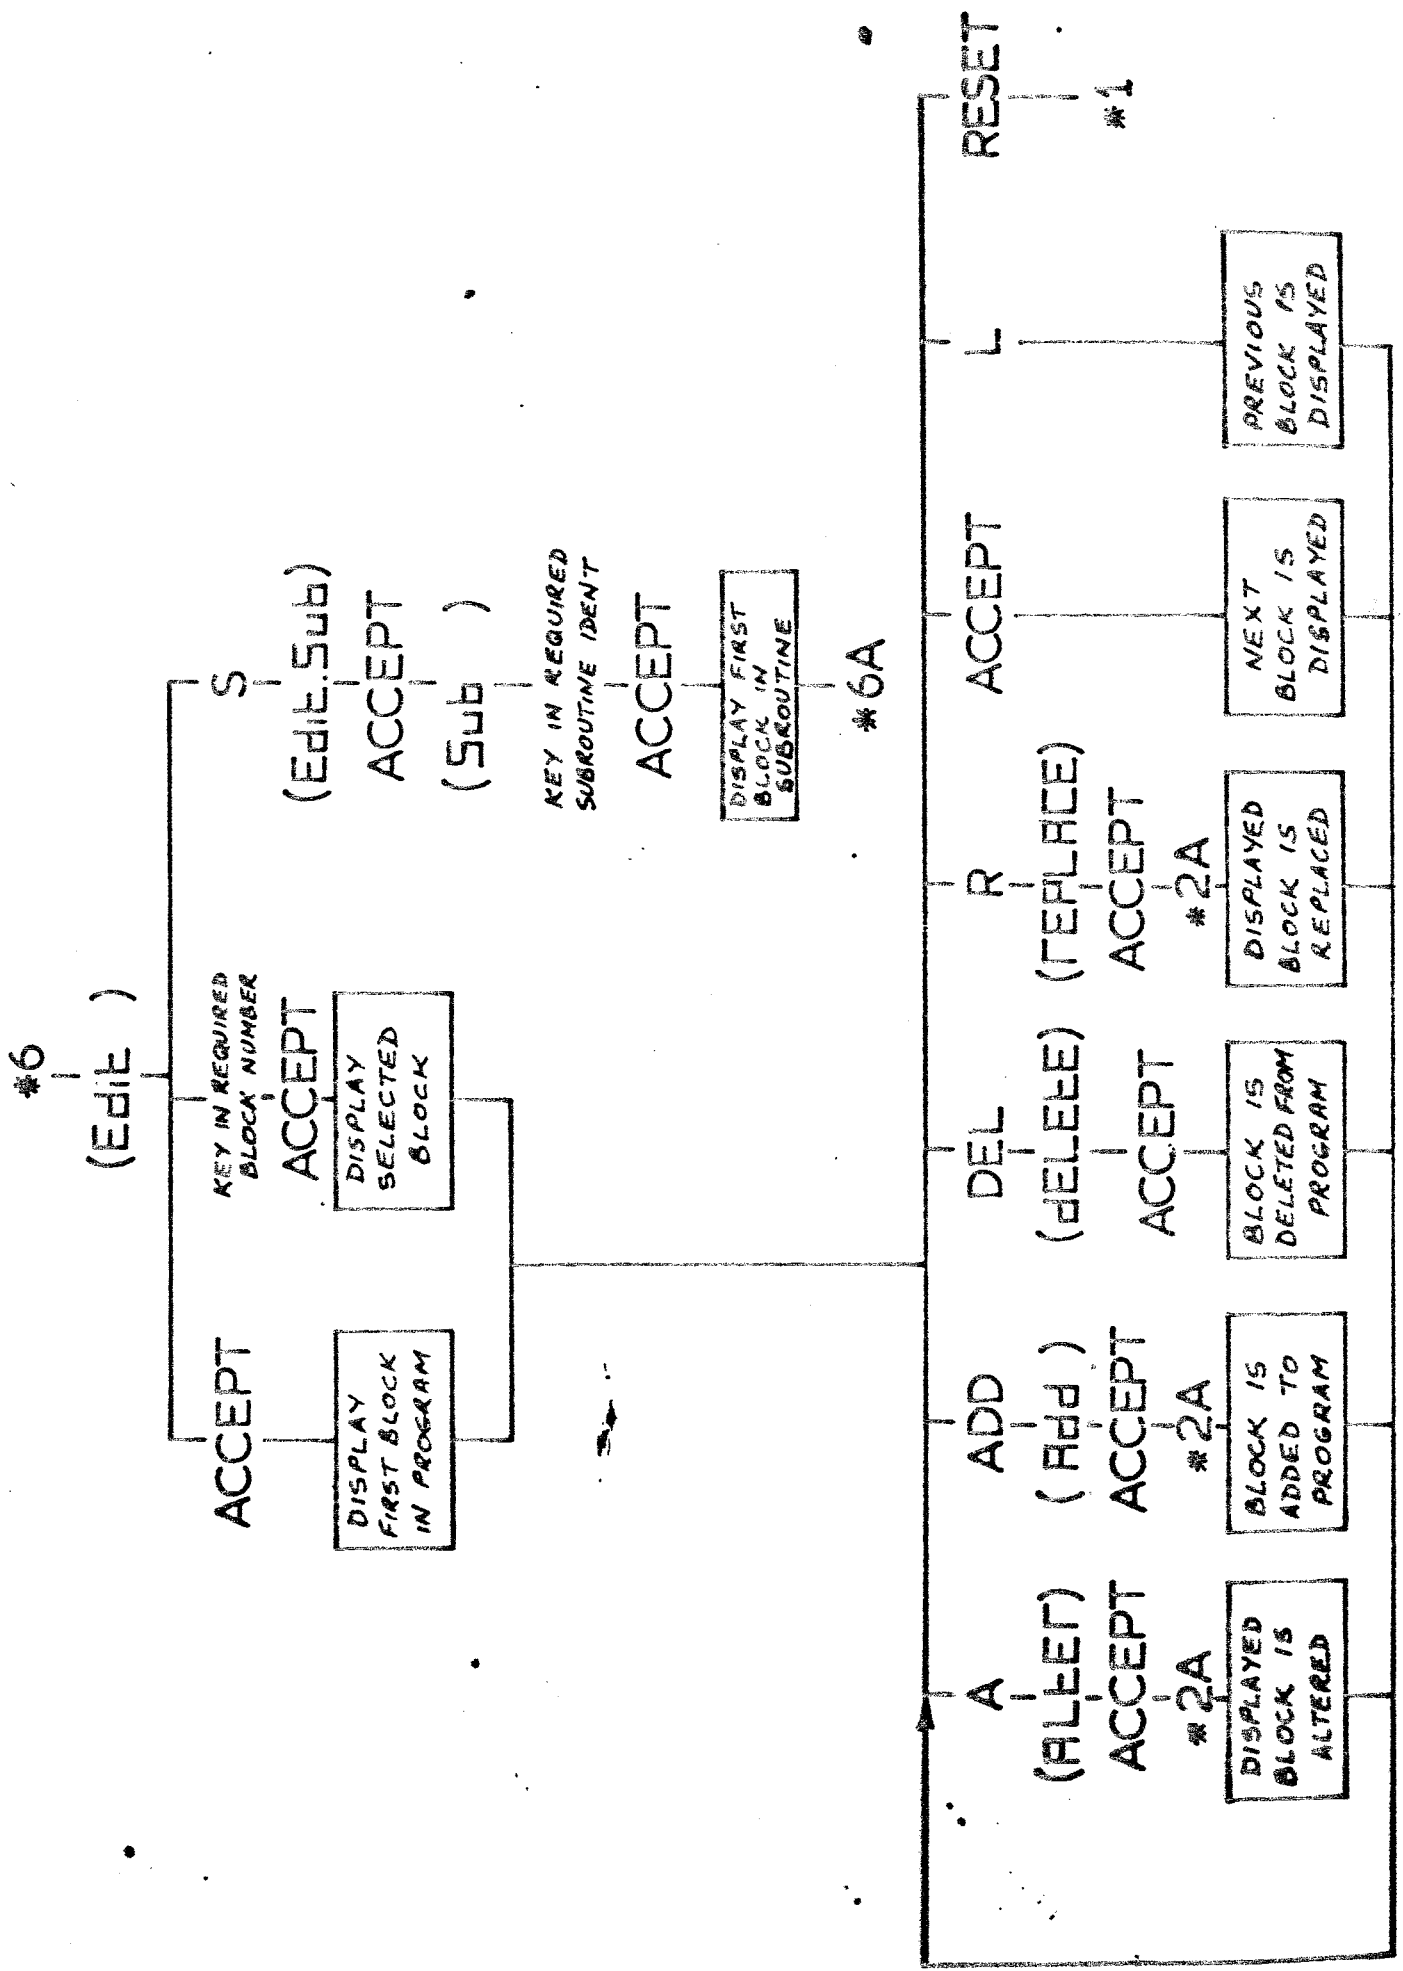 *6
(Edit )
ACCEPT
DISPLAY
FIRST BLOCK
IN PROGRAM
KEY IN REQUIRED
BLOCK NUMBER
ACCEPT
DISPLAY
SELECTED
BLOCK
S
(Edit.Sub)
ACCEPT
(Sub )
KEY IN REQUIRED
SUBROUTINE IDENT
ACCEPT
DISPLAY FIRST
BLOCK IN
SUBROUTINE
*6A
A
(ALtEr)
ACCEPT
*2A
DISPLAYED
BLOCK IS
ALTERED
ADD
(Add )
ACCEPT
*2A
BLOCK IS
ADDED TO
PROGRAM
DEL
(dELEtE)
ACCEPT
BLOCK IS
DELETED FROM
PROGRAM
R
(rEPLACE)
ACCEPT
*2A
DISPLAYED
BLOCK IS
REPLACED
ACCEPT
NEXT
BLOCK IS
DISPLAYED
L
PREVIOUS
BLOCK IS
DISPLAYED
RESET
*1